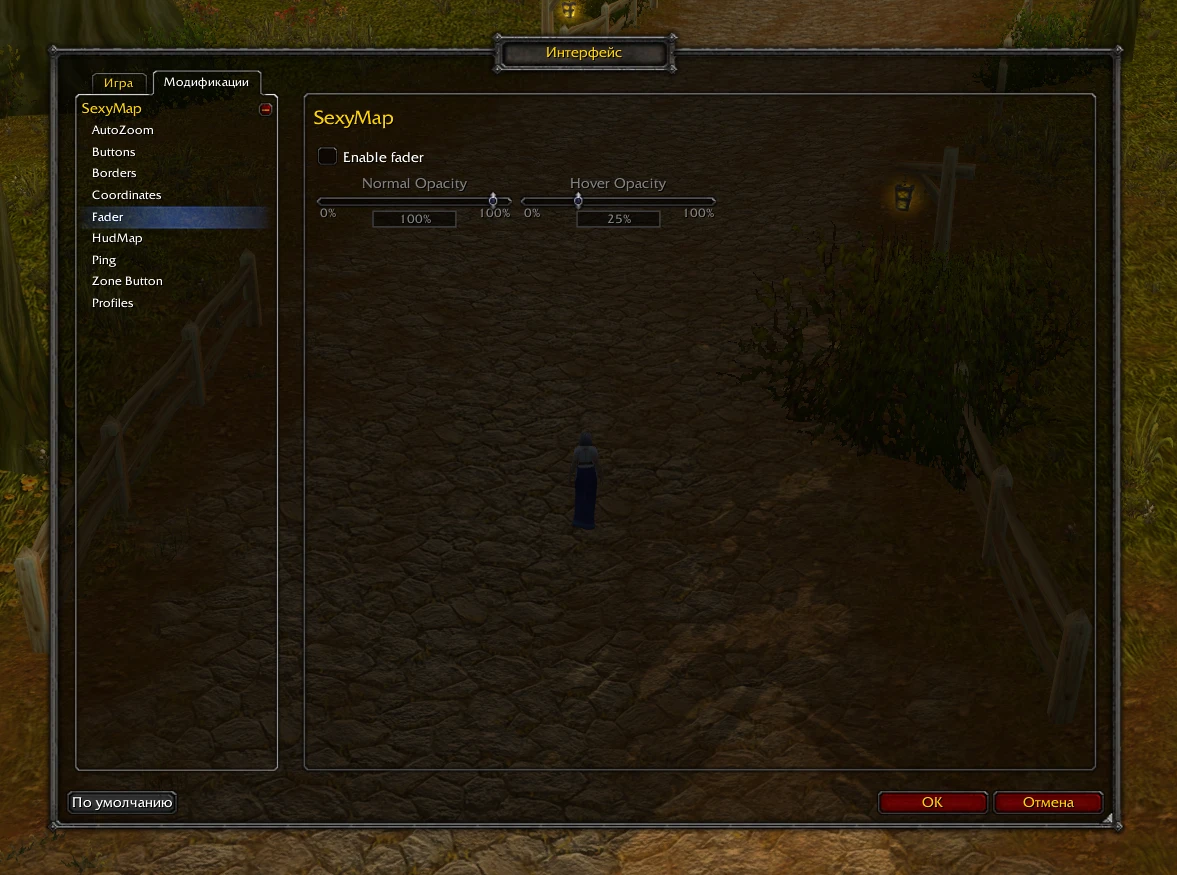 Интерфейс
Игра Модификации
SexyMap
AutoZoom
Buttons
Borders
Coordinates
Fader
HudMap
Ping
Zone Button
Profiles
SexyMap
Enable fader
Normal Opacity Hover Opacity
0% 100% 100% 0% 25% 100%
По умолчанию OK Отмена